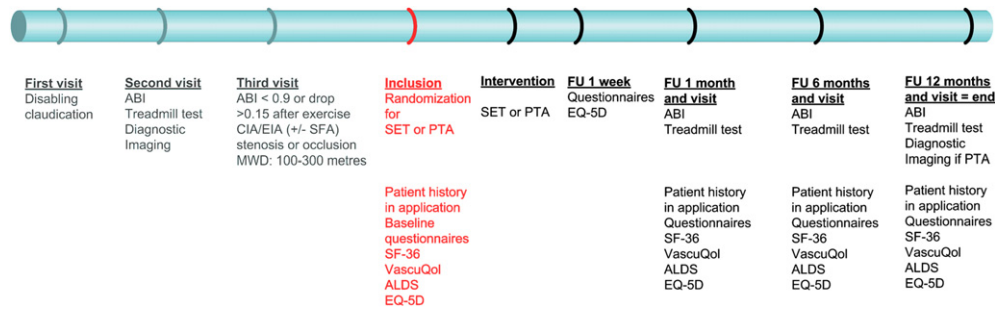 First visit
Disabling
claudication
Second visit
ABI
Treadmill test
Diagnostic
Imaging
Third visit
ABI < 0.9 or drop
>0.15 after exercise
CIA/EIA (+/- SFA)
stenosis or occlusion
MWD: 100-300 metres
Inclusion
Randomization
for
SET or PTA
Patient history
in application
Baseline
questionnaires
SF-36
VascuQol
ALDS
EQ-5D
Intervention
SET or PTA
FU 1 week
Questionnaires
EQ-5D
FU 1 month
and visit
ABI
Treadmill test
Patient history
in application
Questionnaires
SF-36
VascuQol
ALDS
EQ-5D
FU 6 months
and visit
ABI
Treadmill test
Patient history
in application
Questionnaires
SF-36
VascuQol
ALDS
EQ-5D
FU 12 months
and visit = end
ABI
Treadmill test
Diagnostic
Imaging if PTA
Patient history
in application
Questionnaires
SF-36
VascuQol
ALDS
EQ-5D